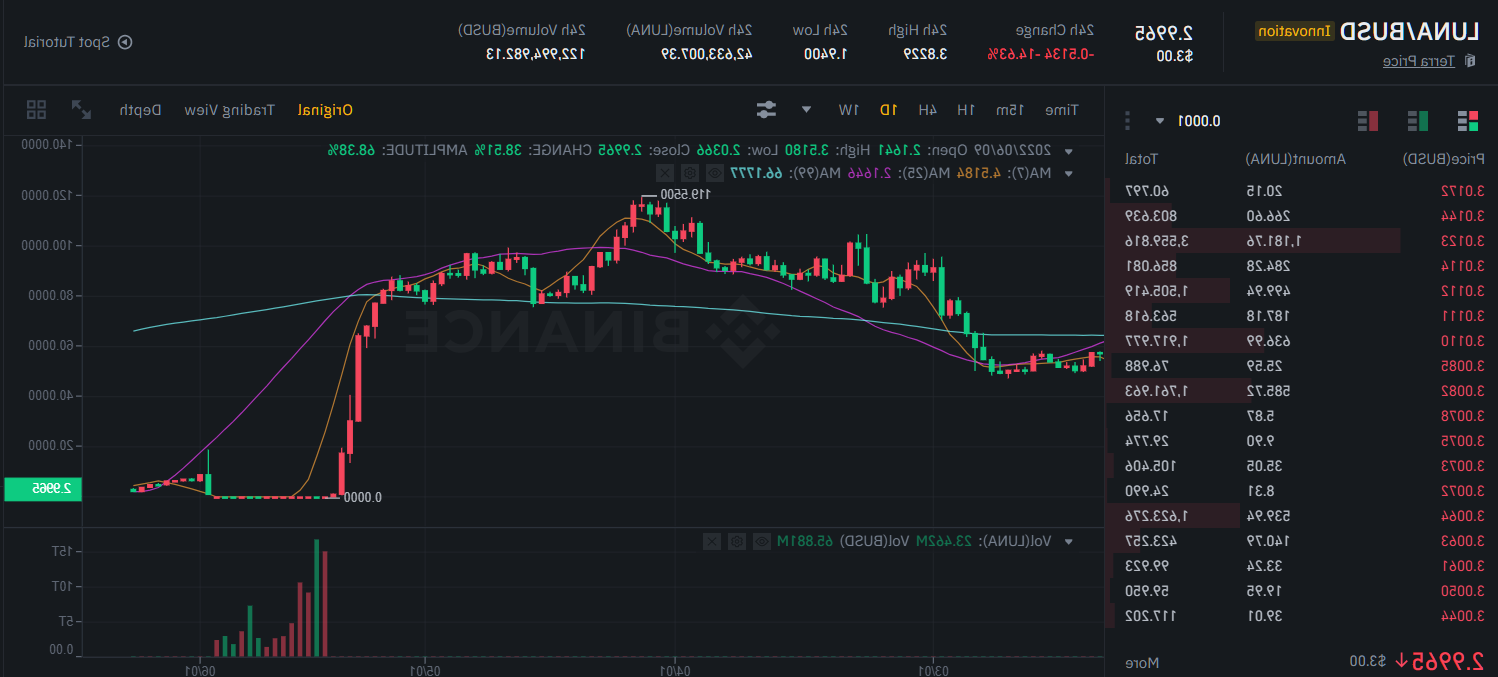 LUNA/BUSD Innovation
Terra Price
2.9965
$3.00
24h Change
-0.5134 -14.63%
24h High
3.8229
24h Low
1.9400
24h Volume(LUNA)
42,633,007.39
24h Volume(BUSD)
122,994,982.13
Spot Tutorial
0.0001
Price(BUSD) Amount(LUNA) Total
3.0172 20.15 60.797
3.0144 266.60 803.639
3.0123 1,181.76 3,559.816
3.0114 284.28 856.081
3.0112 499.94 1,505.419
3.0111 187.18 563.618
3.0110 636.99 1,917.977
3.0085 25.59 76.988
3.0082 585.72 1,761.963
3.0078 5.87 17.656
3.0075 9.90 29.774
3.0073 35.05 105.406
3.0072 8.31 24.990
3.0064 539.94 1,623.276
3.0063 140.79 423.257
3.0061 33.24 99.923
3.0050 19.95 59.950
3.0044 39.01 117.202
2.9965↓ $3.00 More
Time 15m 1H 4H 1D 1W Original Trading View Depth
2022/06/09 Open: 2.1641 High: 3.5180 Low: 2.0366 Close: 2.9965 CHANGE: 38.51% AMPLITUDE: 68.38%
MA(7): 4.5184 MA(25): 2.1646 MA(99): 66.1777
119.5500
BINANCE
0.0000
140.0000
120.0000
100.0000
80.0000
60.0000
40.0000
20.0000
2.9965
Vol(LUNA): 23.462M Vol(BUSD) 65.881M
15T
10T
5T
0.00
03/01 04/01 05/01 06/01